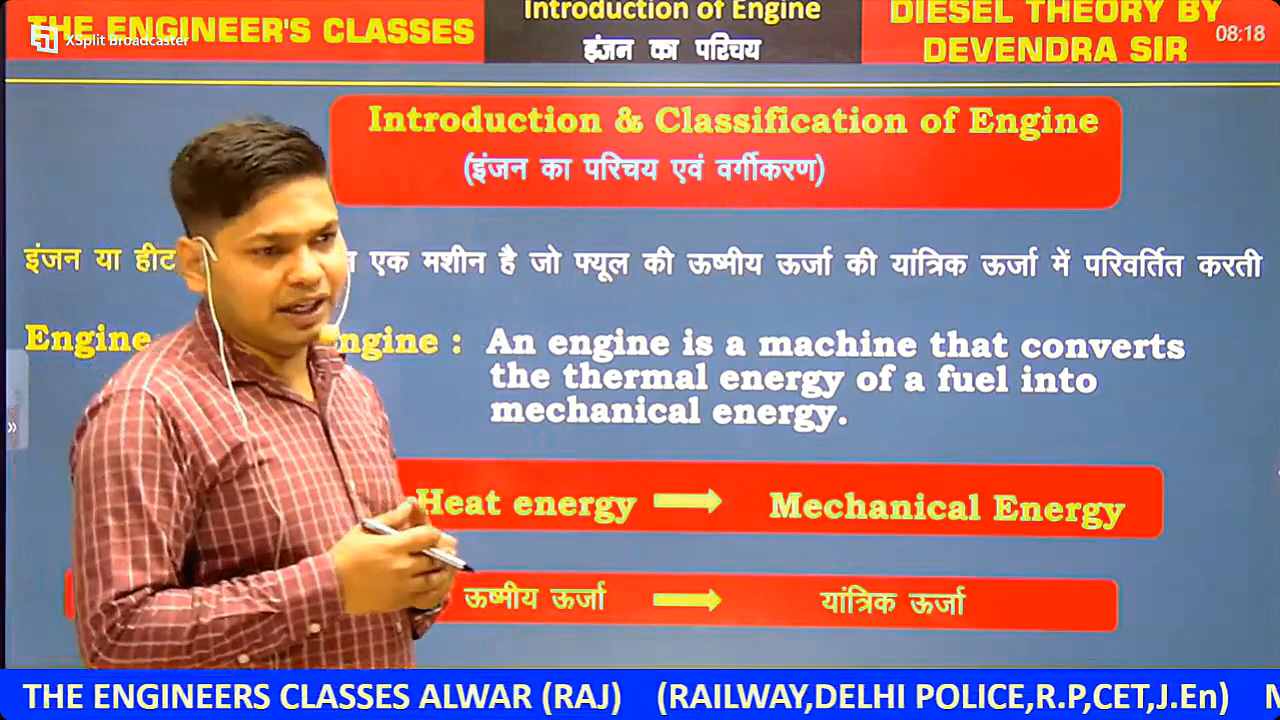 THE ENGINEER'S CLASSES
XSplit Broadcaster
Introduction of Engine
इंजन का परिचय
DIESEL THEORY BY
DEVENDRA SIR
08:18
Introduction & Classification of Engine
(इंजन का परिचय एवं वर्गीकरण)
इंजन या हीट एक मशीन है जो फ्यूल की ऊष्मीय ऊर्जा की यांत्रिक ऊर्जा में परिवर्तित करती
Engine ngine : An engine is a machine that converts
the thermal energy of a fuel into
mechanical energy.
Heat energy Mechanical Energy
ऊष्मीय ऊर्जा यांत्रिक ऊर्जा
THE ENGINEERS CLASSES ALWAR (RAJ) (RAILWAY,DELHI POLICE,R.P,CET,J.En)